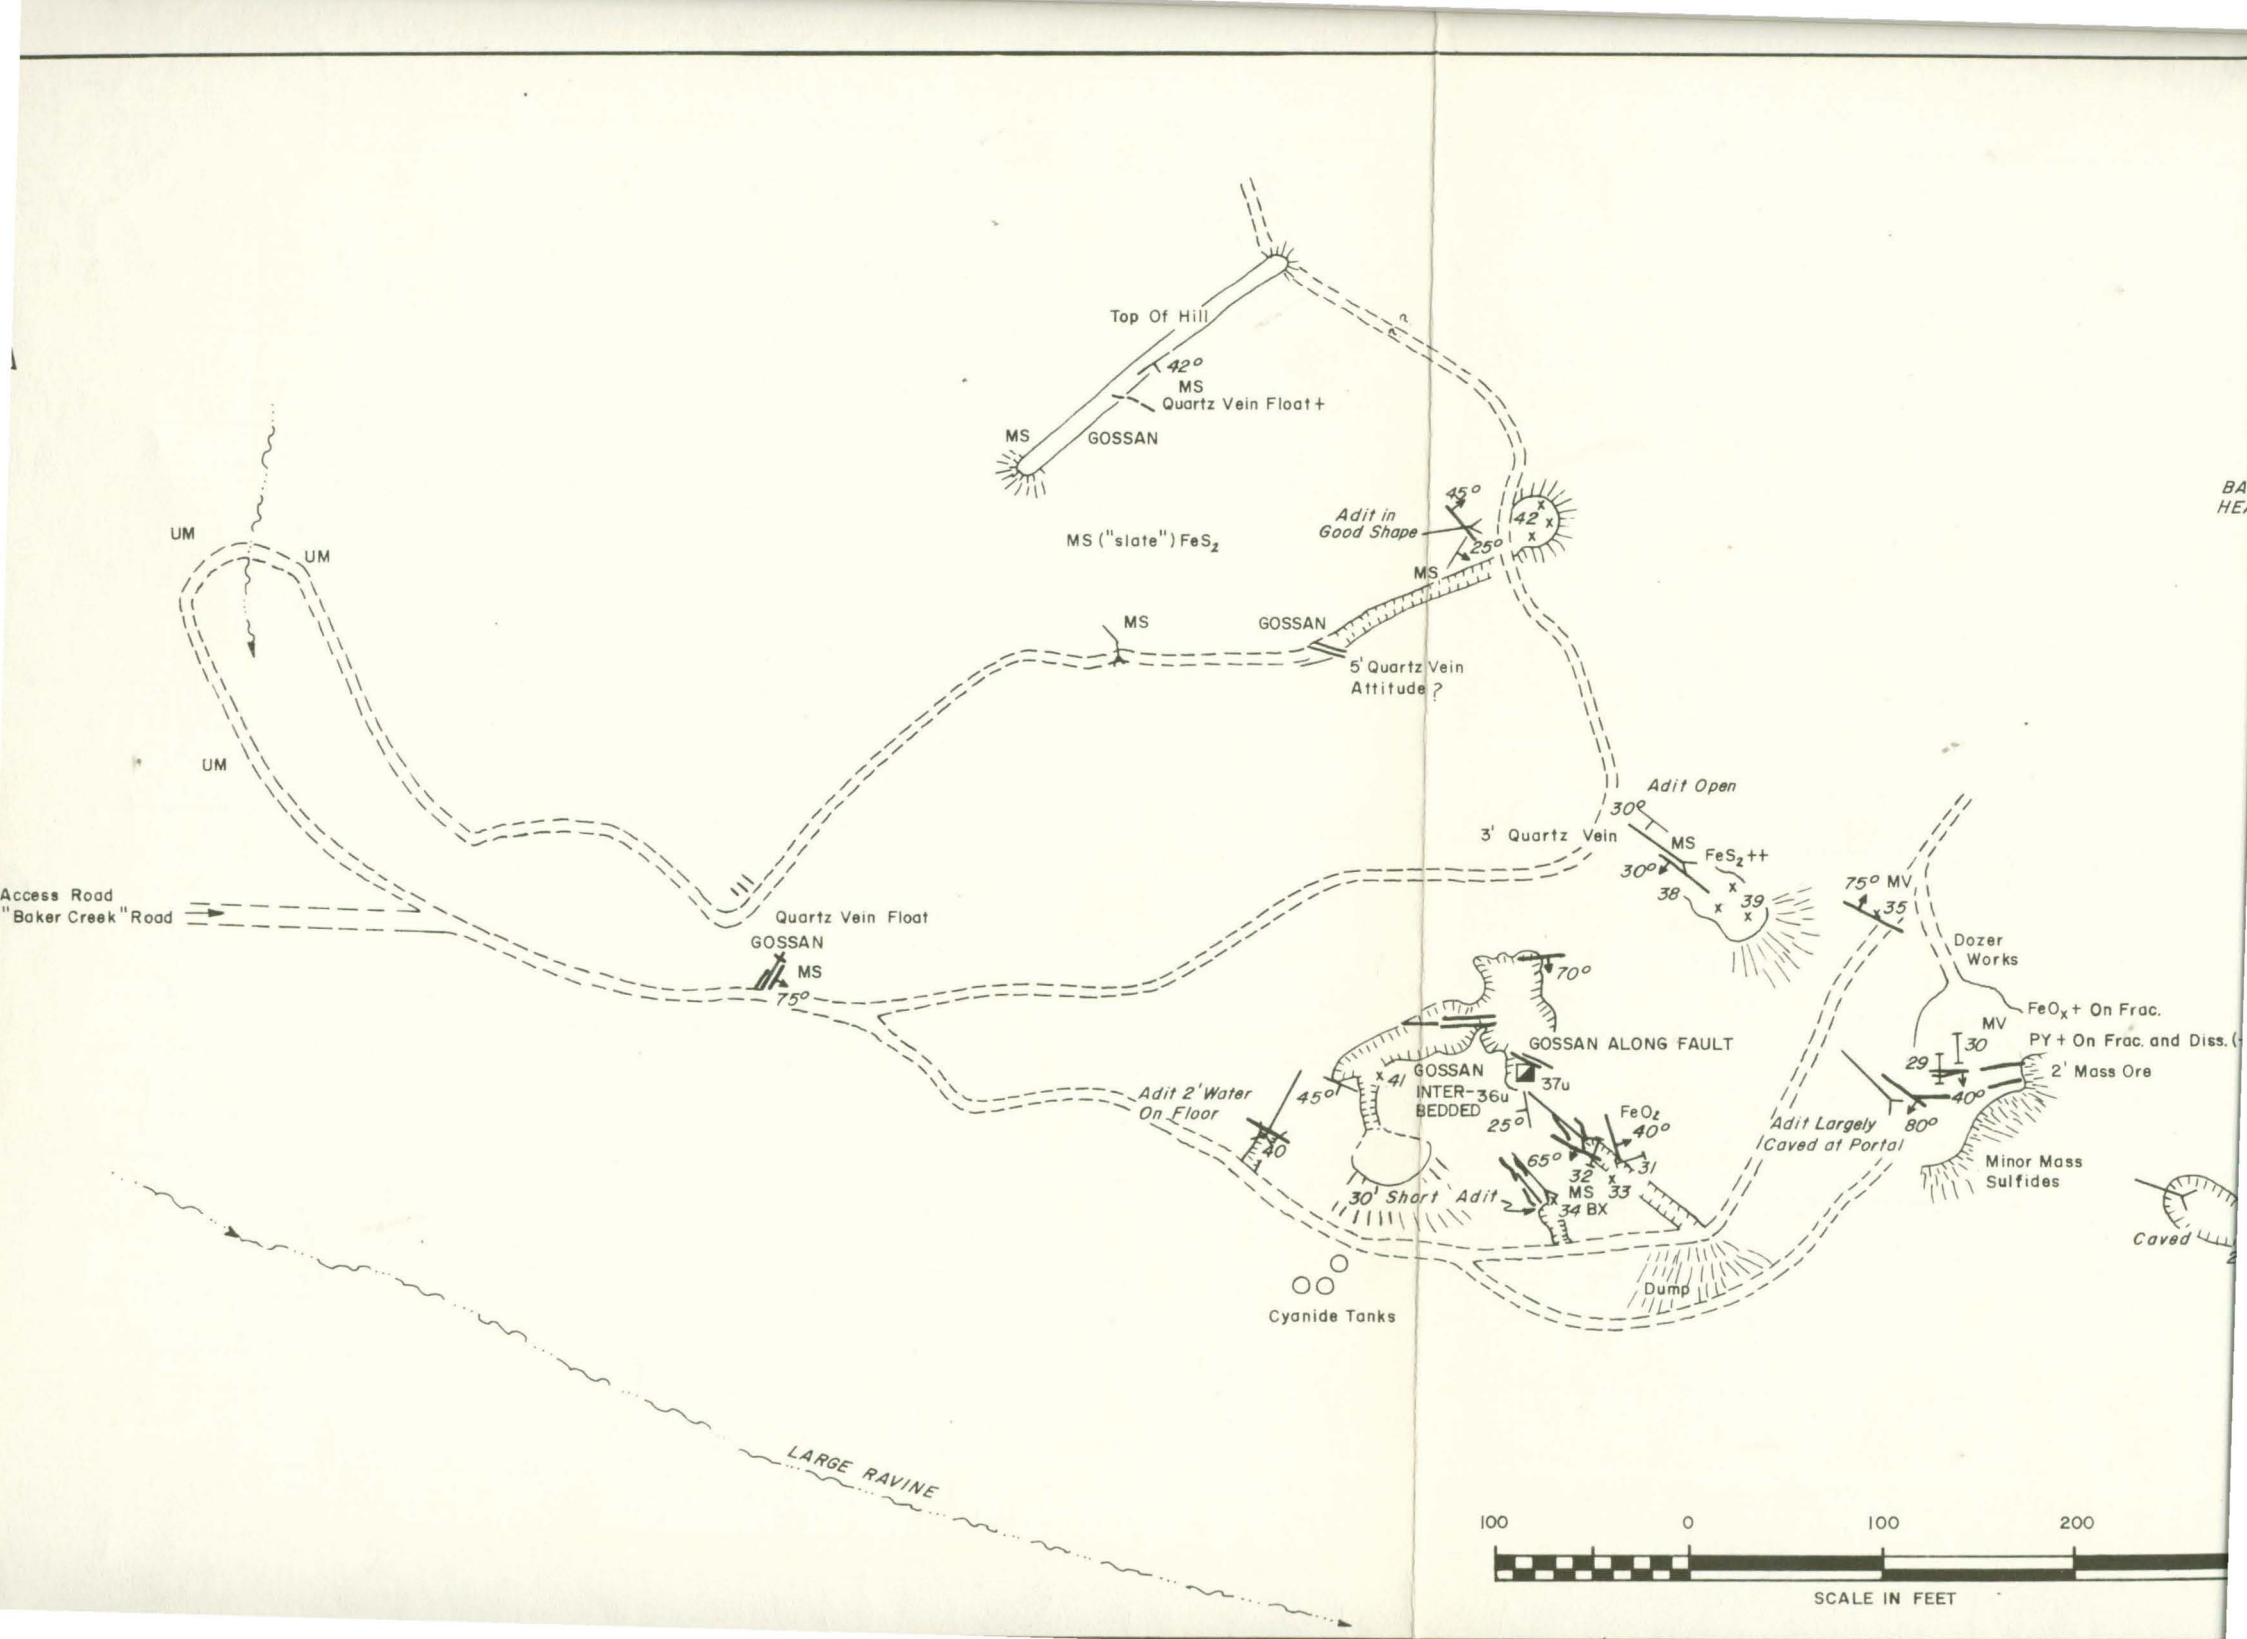 Top Of Hill
42°
MS
Quartz Vein Float +
MS
GOSSAN
45°
42
Adit in
Good Shape
25°
MS
BA
HEA
UM
UM
MS ("slate") FeS2
MS
GOSSAN
5' Quartz Vein
Attitude ?
UM
Adit Open
30°
3' Quartz Vein
MS
FeS2 ++
30°
38
39
75° MV
35
Access Road
"Baker Creek" Road
Quartz Vein Float
GOSSAN
MS
75°
Dozer
Works
70°
FeOx + On Frac.
MV
GOSSAN ALONG FAULT
30
PY + On Frac. and Diss. (
29
2' Mass Ore
41
GOSSAN
INTER-
BEDDED
36u
37u
45°
Adit 2' Water
On Floor
40
25°
FeO2
40°
40°
80°
Adit Largely
Caved at Portal
65°
32
31
33
MS
34 BX
30' Short Adit
Minor Mass
Sulfides
Caved
2
Dump
Cyanide Tanks
LARGE RAVINE
100 0 100 200
SCALE IN FEET